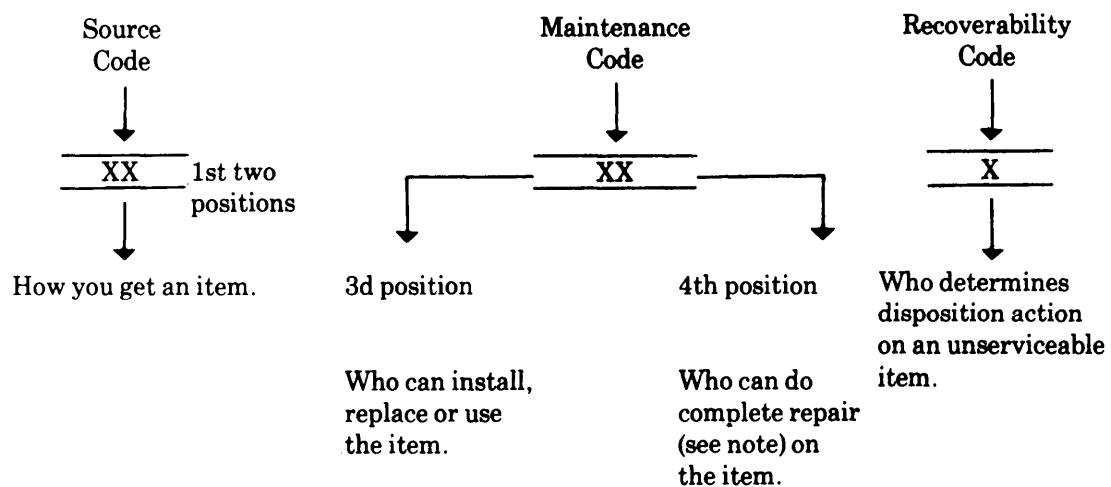 Source
Code
XX
1st two
positions
How you get an item.
Maintenance
Code
XX
3d position
Who can install,
replace or use
the item.
4th position
Who can do
complete repair
(see note) on
the item.
Recoverability
Code
X
Who determines
disposition action
on an unserviceable
item.